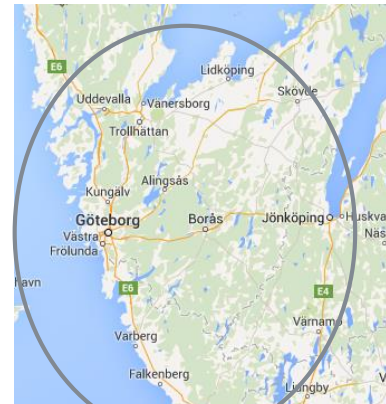 E6
Lidköping
Skövde
Uddevalla
Vänersborg
Trollhättan
Alingsås
Kungälv
Göteborg
Borås
Jönköping
Huskva
Västra
Frölunda
Näs
havn
E6
E4
Varberg
Värnamo
Falkenberg
V
Ljungby